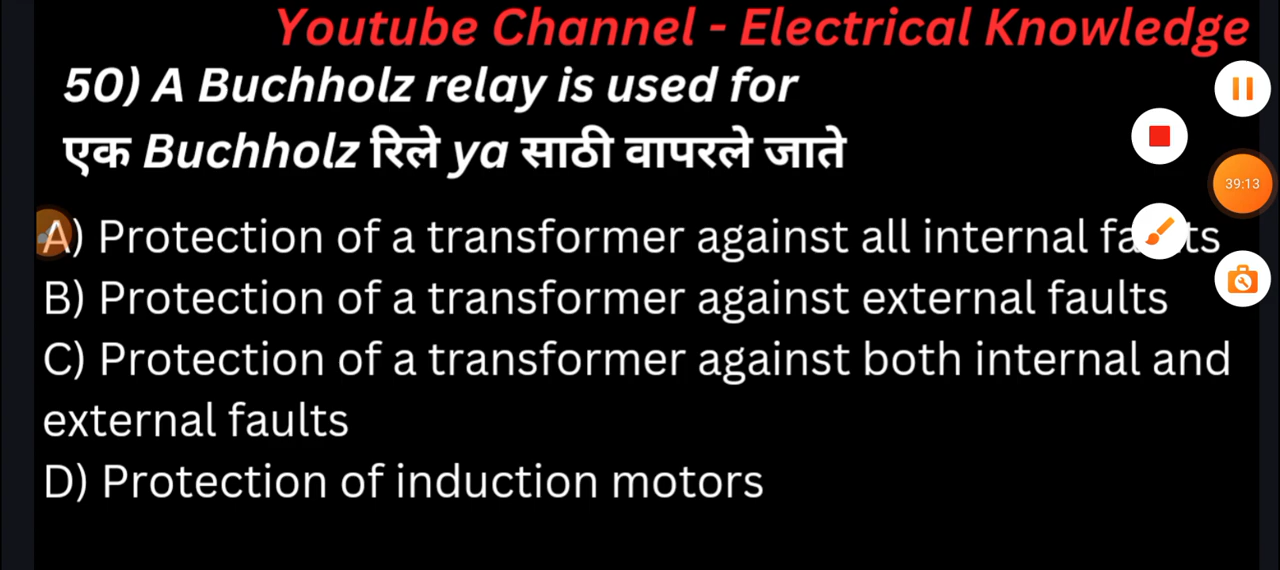 Youtube Channel - Electrical Knowledge
50) A Buchholz relay is used for
एक Buchholz रिले ya साठी वापरले जाते
39:13
A) Protection of a transformer against all internal
B) Protection of a transformer against external faults
C) Protection of a transformer against both internal and
external faults
D) Protection of induction motors